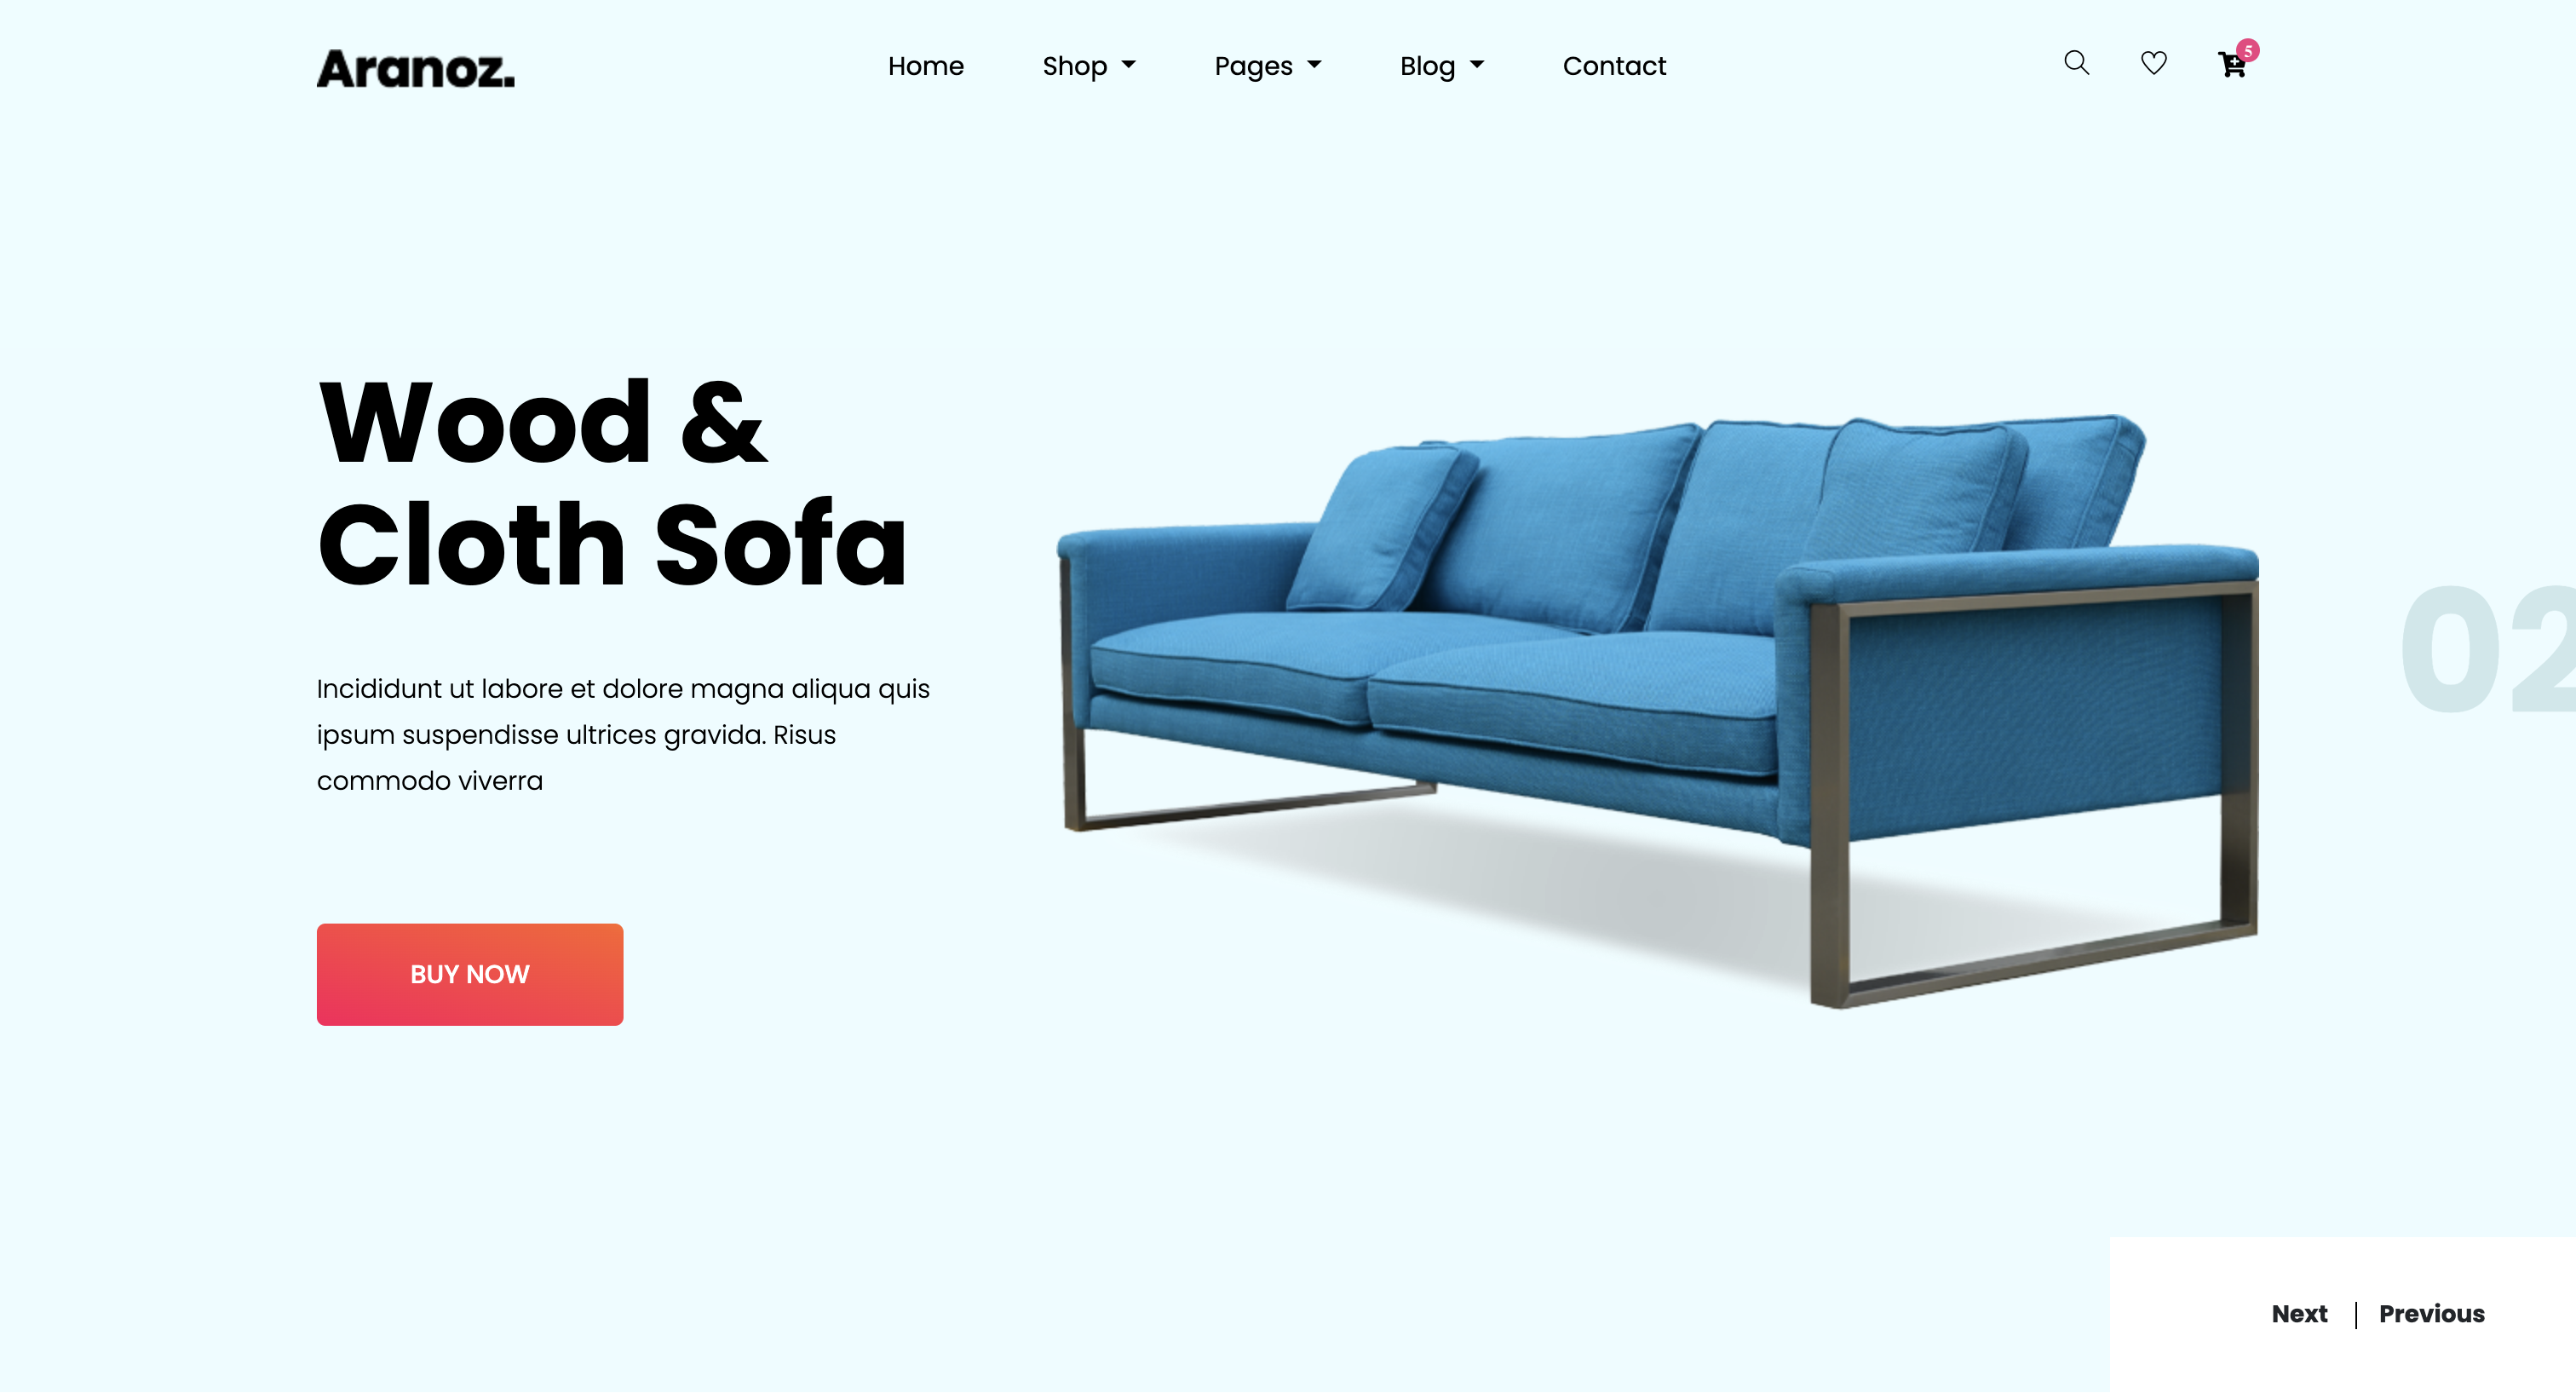 Aranoz.
Home Shop Pages Blog Contact
5
Wood &
Cloth Sofa
Incididunt ut labore et dolore magna aliqua quis
ipsum suspendisse ultrices gravida. Risus
commodo viverra
02
BUY NOW
Next | Previous